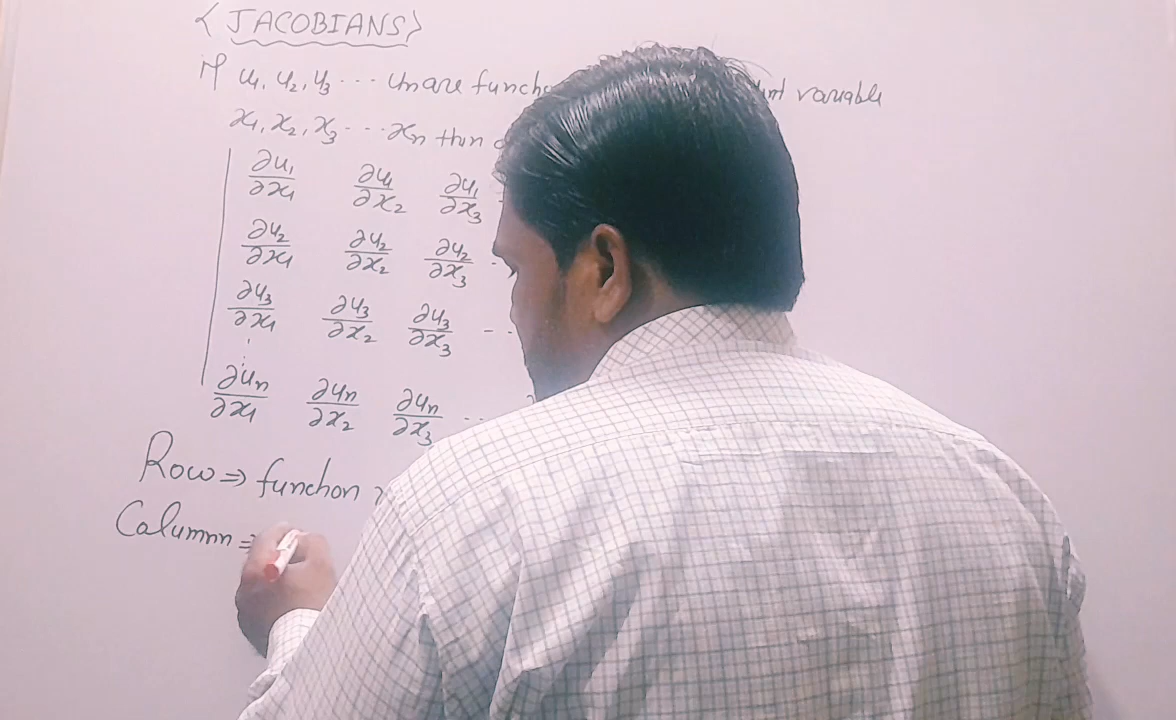 < JACOBIANS >
If u₁, u₂, u₃ ··· un are func
variable
x₁, x₂, x₃ ··· xn then
∂u₁/∂x₁ ∂u₁/∂x₂ ∂u₁/∂x₃
∂u₂/∂x₁ ∂u₂/∂x₂ ∂u₂/∂x₃
∂u₃/∂x₁ ∂u₃/∂x₂ ∂u₃/∂x₃ --
⋮
∂un/∂x₁ ∂un/∂x₂ ∂un/∂x₃ ---
Row ⇒ function
Calumnn ⇒